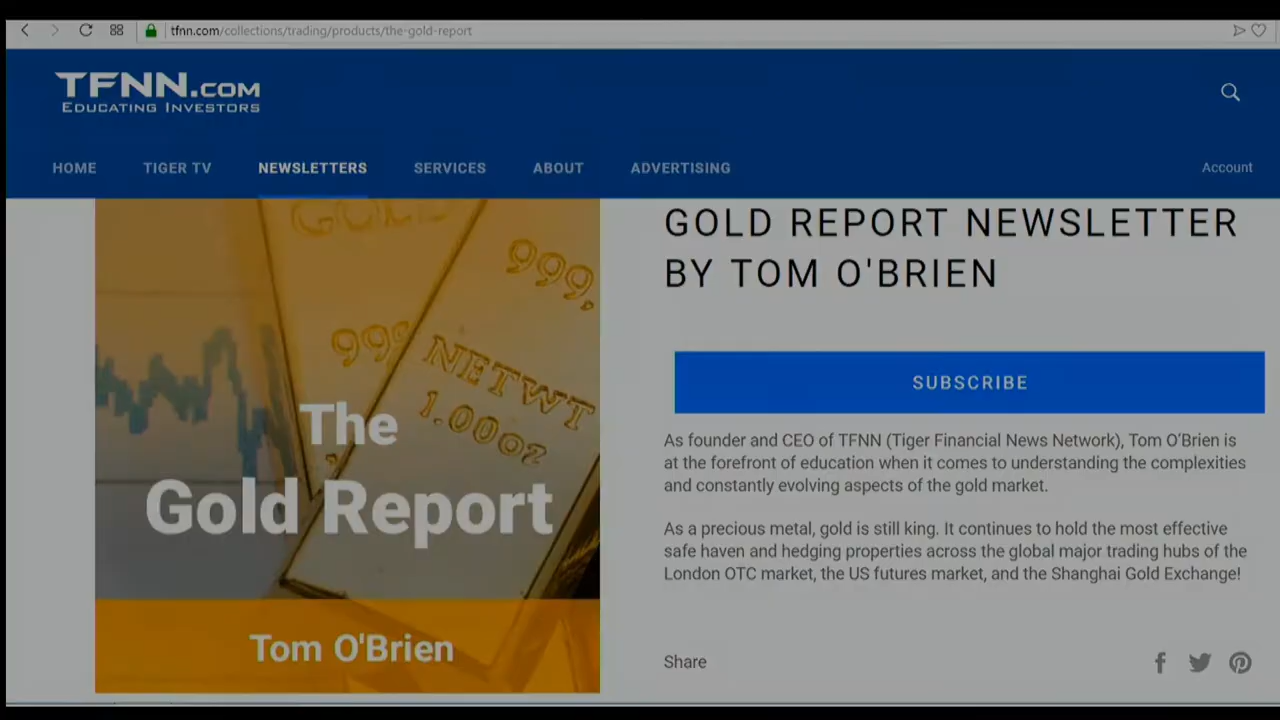 tfnn.com/collections/trading/products/the-gold-report
TFNN.COM
EDUCATING INVESTORS
HOME TIGER TV NEWSLETTERS SERVICES ABOUT ADVERTISING Account
GOLD
999,
999
NETWT
1.00oz
The
Gold Report
Tom O'Brien
GOLD REPORT NEWSLETTER
BY TOM O'BRIEN
SUBSCRIBE
As founder and CEO of TFNN (Tiger Financial News Network), Tom O'Brien is
at the forefront of education when it comes to understanding the complexities
and constantly evolving aspects of the gold market.
As a precious metal, gold is still king. It continues to hold the most effective
safe haven and hedging properties across the global major trading hubs of the
London OTC market, the US futures market, and the Shanghai Gold Exchange!
Share